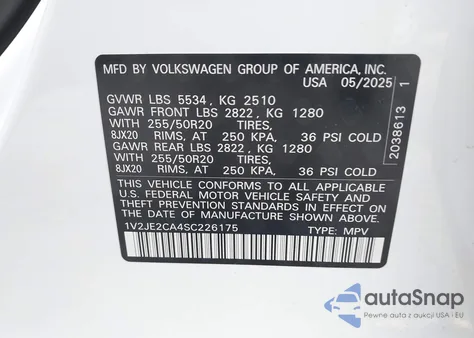 MFD BY VOLKSWAGEN GROUP OF AMERICA, INC.
USA 05/2025
GVWR LBS 5534, KG 2510
GAWR FRONT LBS 2822, KG 1280
WITH 255/50R20 TIRES,
8JX20 RIMS, AT 250 KPA, 36 PSI COLD
GAWR REAR LBS 2822, KG 1280
WITH 255/50R20 TIRES,
8JX20 RIMS, AT 250 KPA, 36 PSI COLD
THIS VEHICLE CONFORMS TO ALL APPLICABLE
U.S. FEDERAL MOTOR VEHICLE SAFETY AND
THEFT PREVENTION STANDARDS IN EFFECT ON
THE DATE OF MANUFACTURE SHOWN ABOVE.
1V2JE2CA4SC226175 TYPE: MPV
2038613 1
autoSnap
Pewne auta z USA i EU